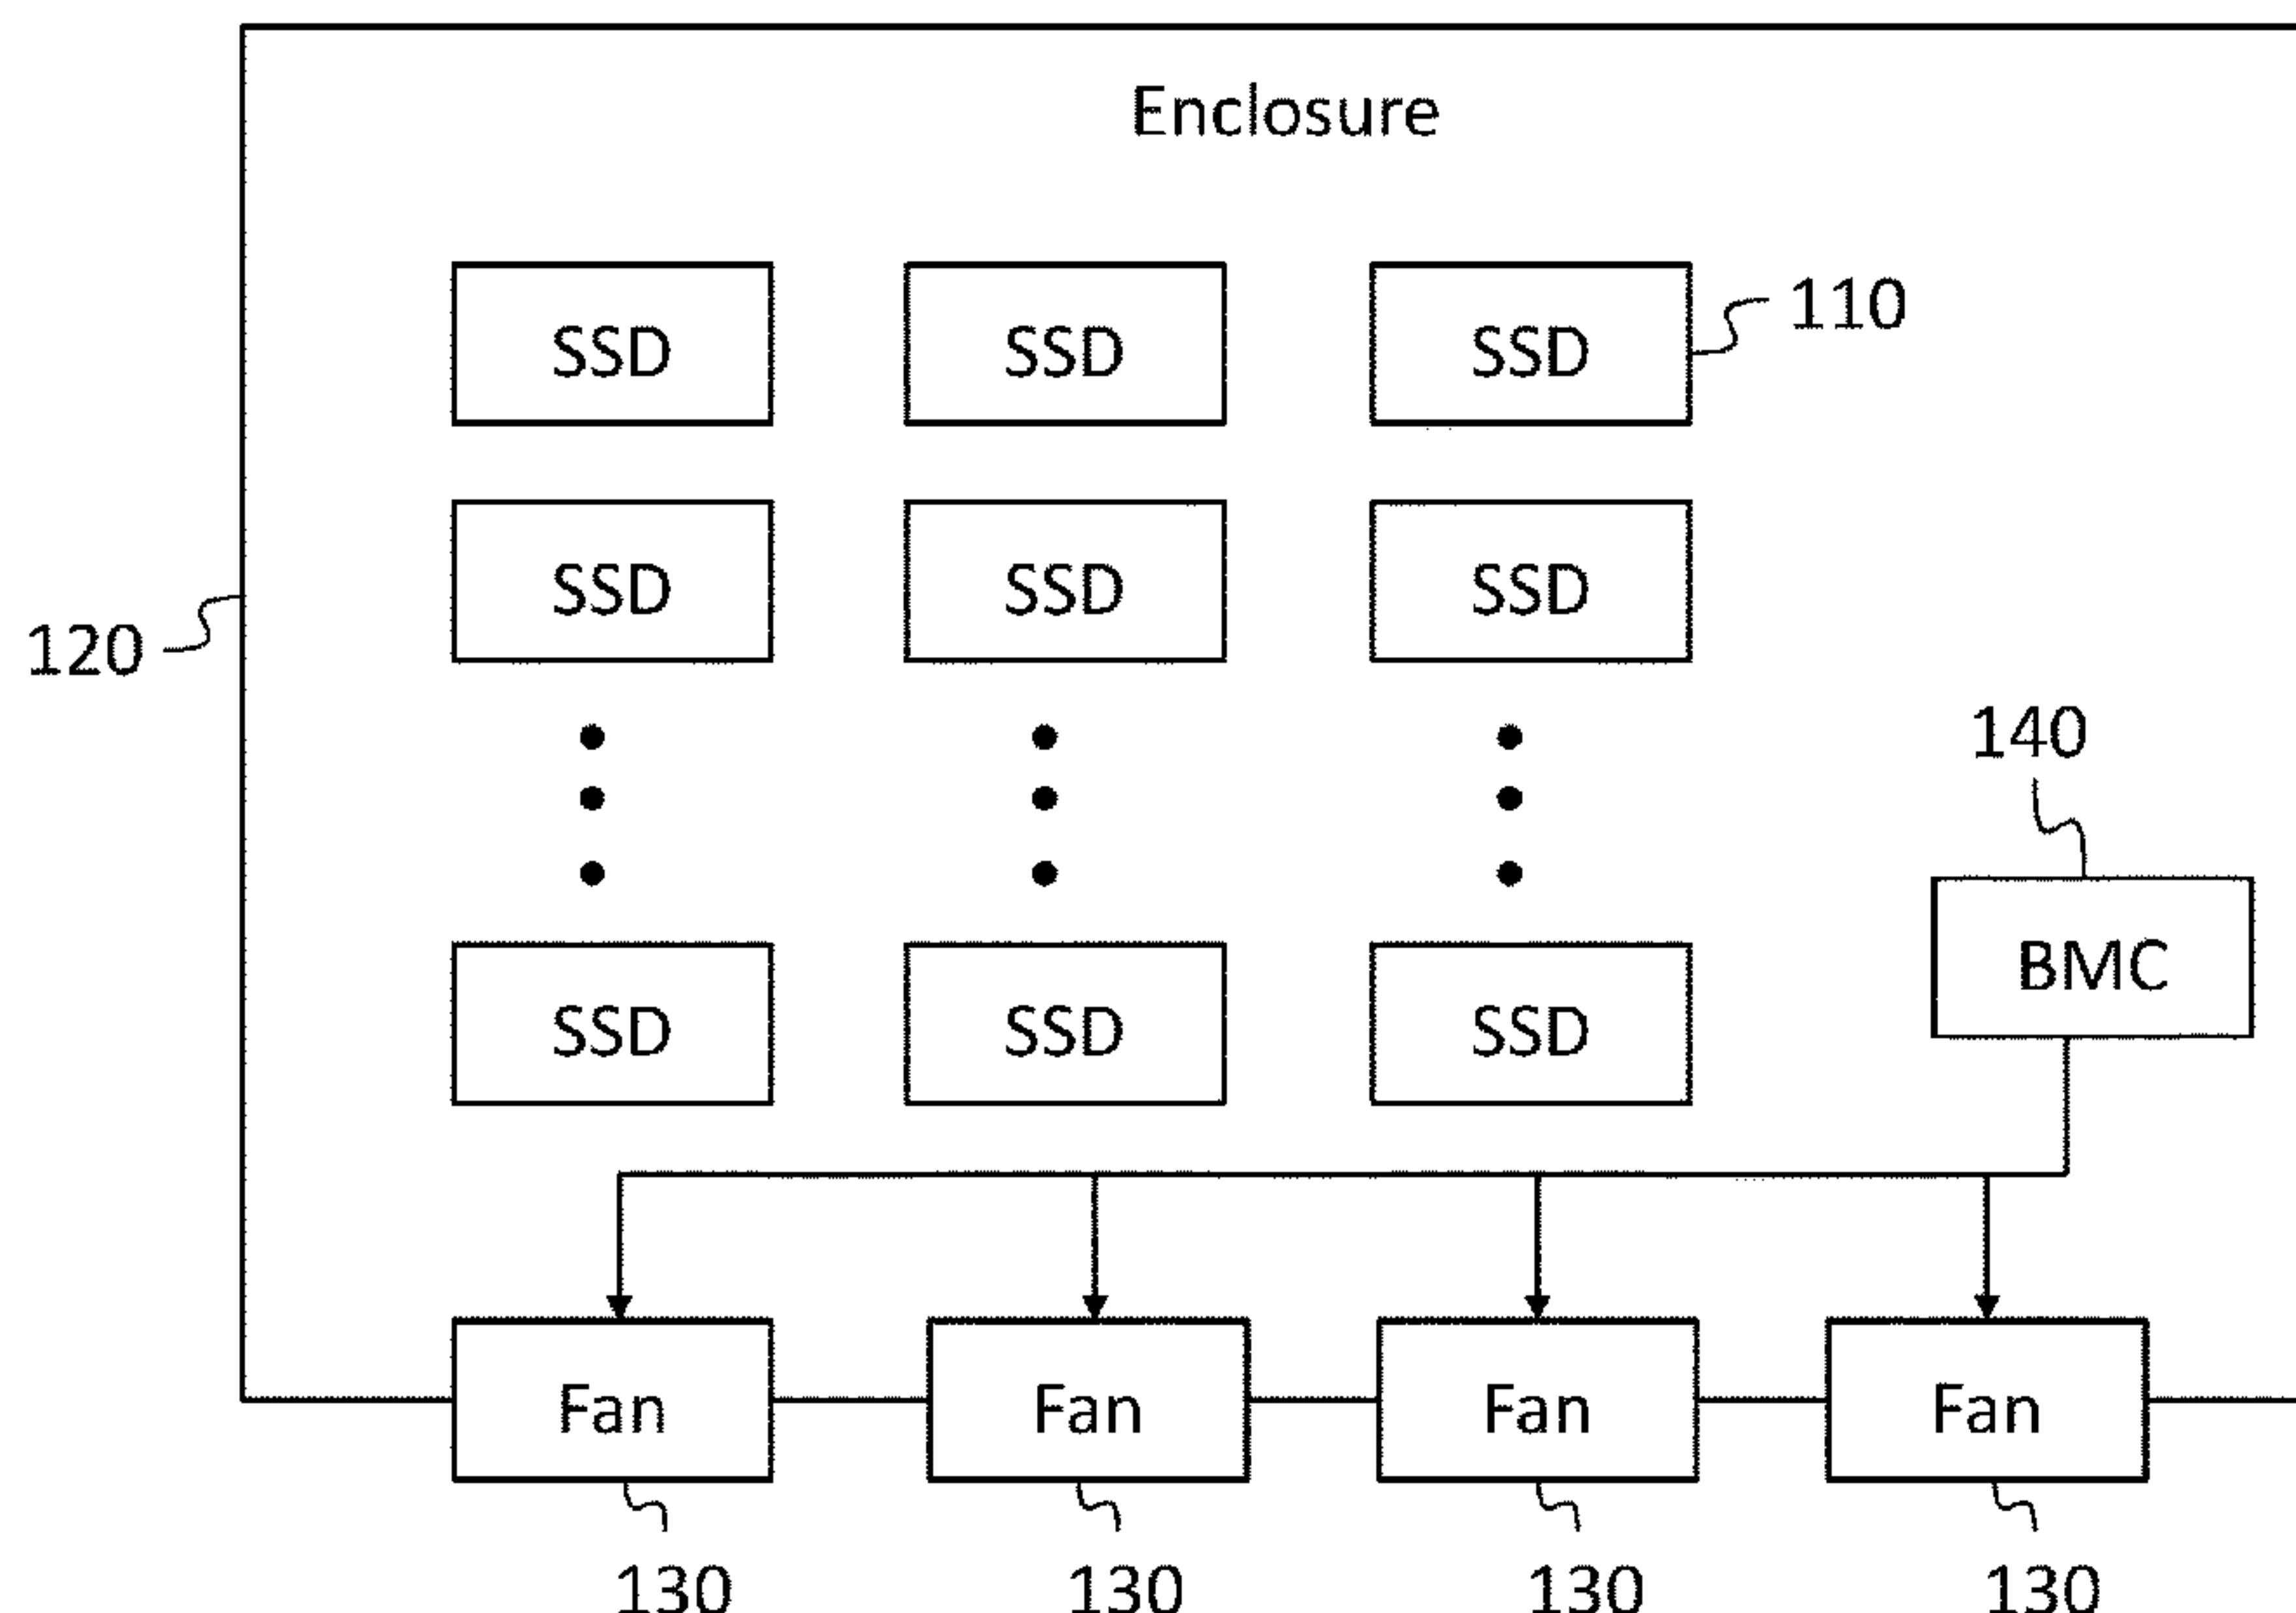 Enclosure
SSD SSD SSD 110
SSD SSD SSD
120
140
BMC
SSD SSD SSD
Fan Fan Fan Fan
130 130 130 130